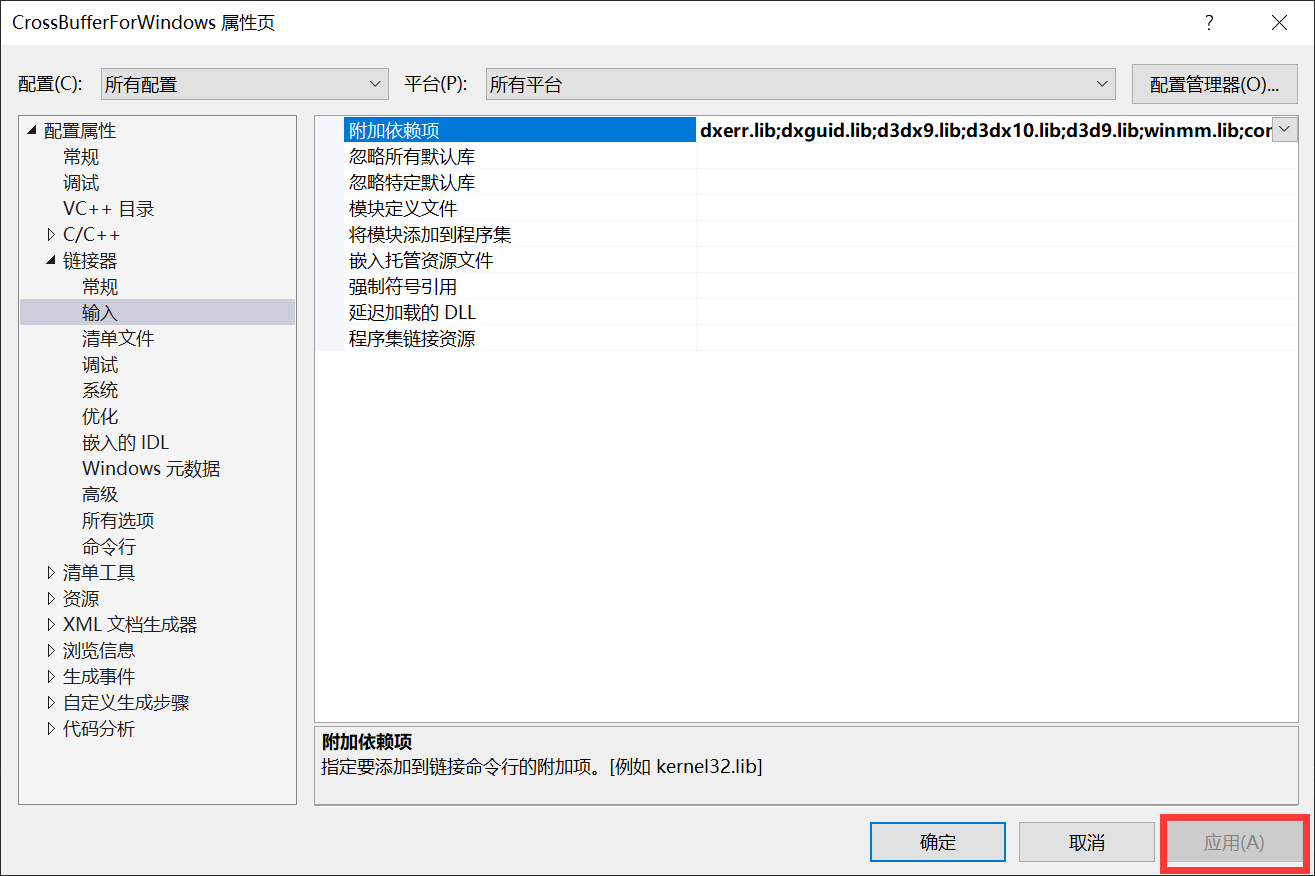 CrossBufferForWindows 属性页
配置(C):
所有配置
平台(P):
所有平台
配置管理器(O)...
配置属性
常规
调试
VC++ 目录
C/C++
链接器
常规
输入
清单文件
调试
系统
优化
嵌入的 IDL
Windows 元数据
高级
所有选项
命令行
清单工具
资源
XML 文档生成器
浏览信息
生成事件
自定义生成步骤
代码分析
附加依赖项 dxerr.lib;dxguid.lib;d3dx9.lib;d3dx10.lib;d3d9.lib;winmm.lib;cor
忽略所有默认库
忽略特定默认库
模块定义文件
将模块添加到程序集
嵌入托管资源文件
强制符号引用
延迟加载的 DLL
程序集链接资源
附加依赖项
指定要添加到链接命令行的附加项。[例如 kernel32.lib]
确定
取消
应用(A)